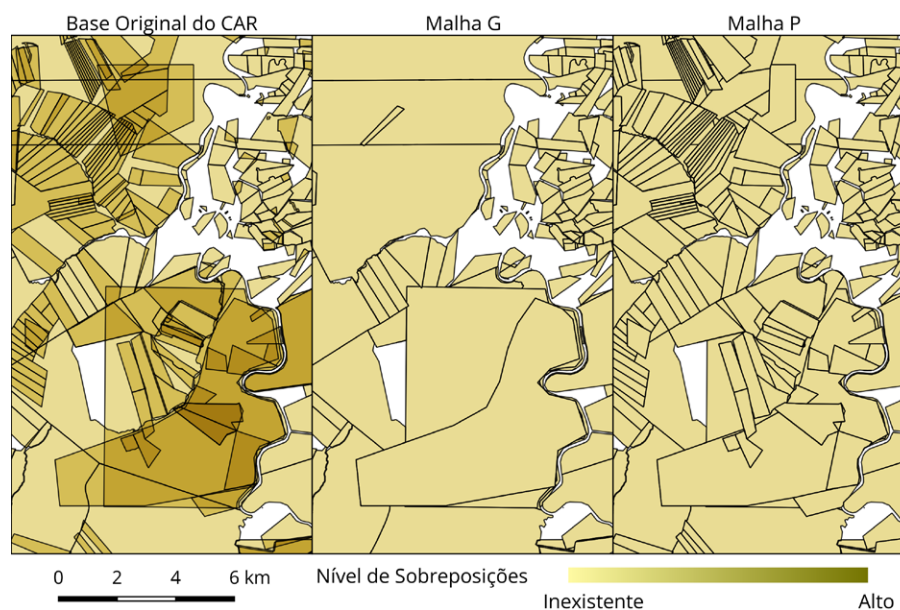 Base Original do CAR
Malha G
Malha P
0 2 4 6 km
Nível de Sobreposições
Inexistente
Alto